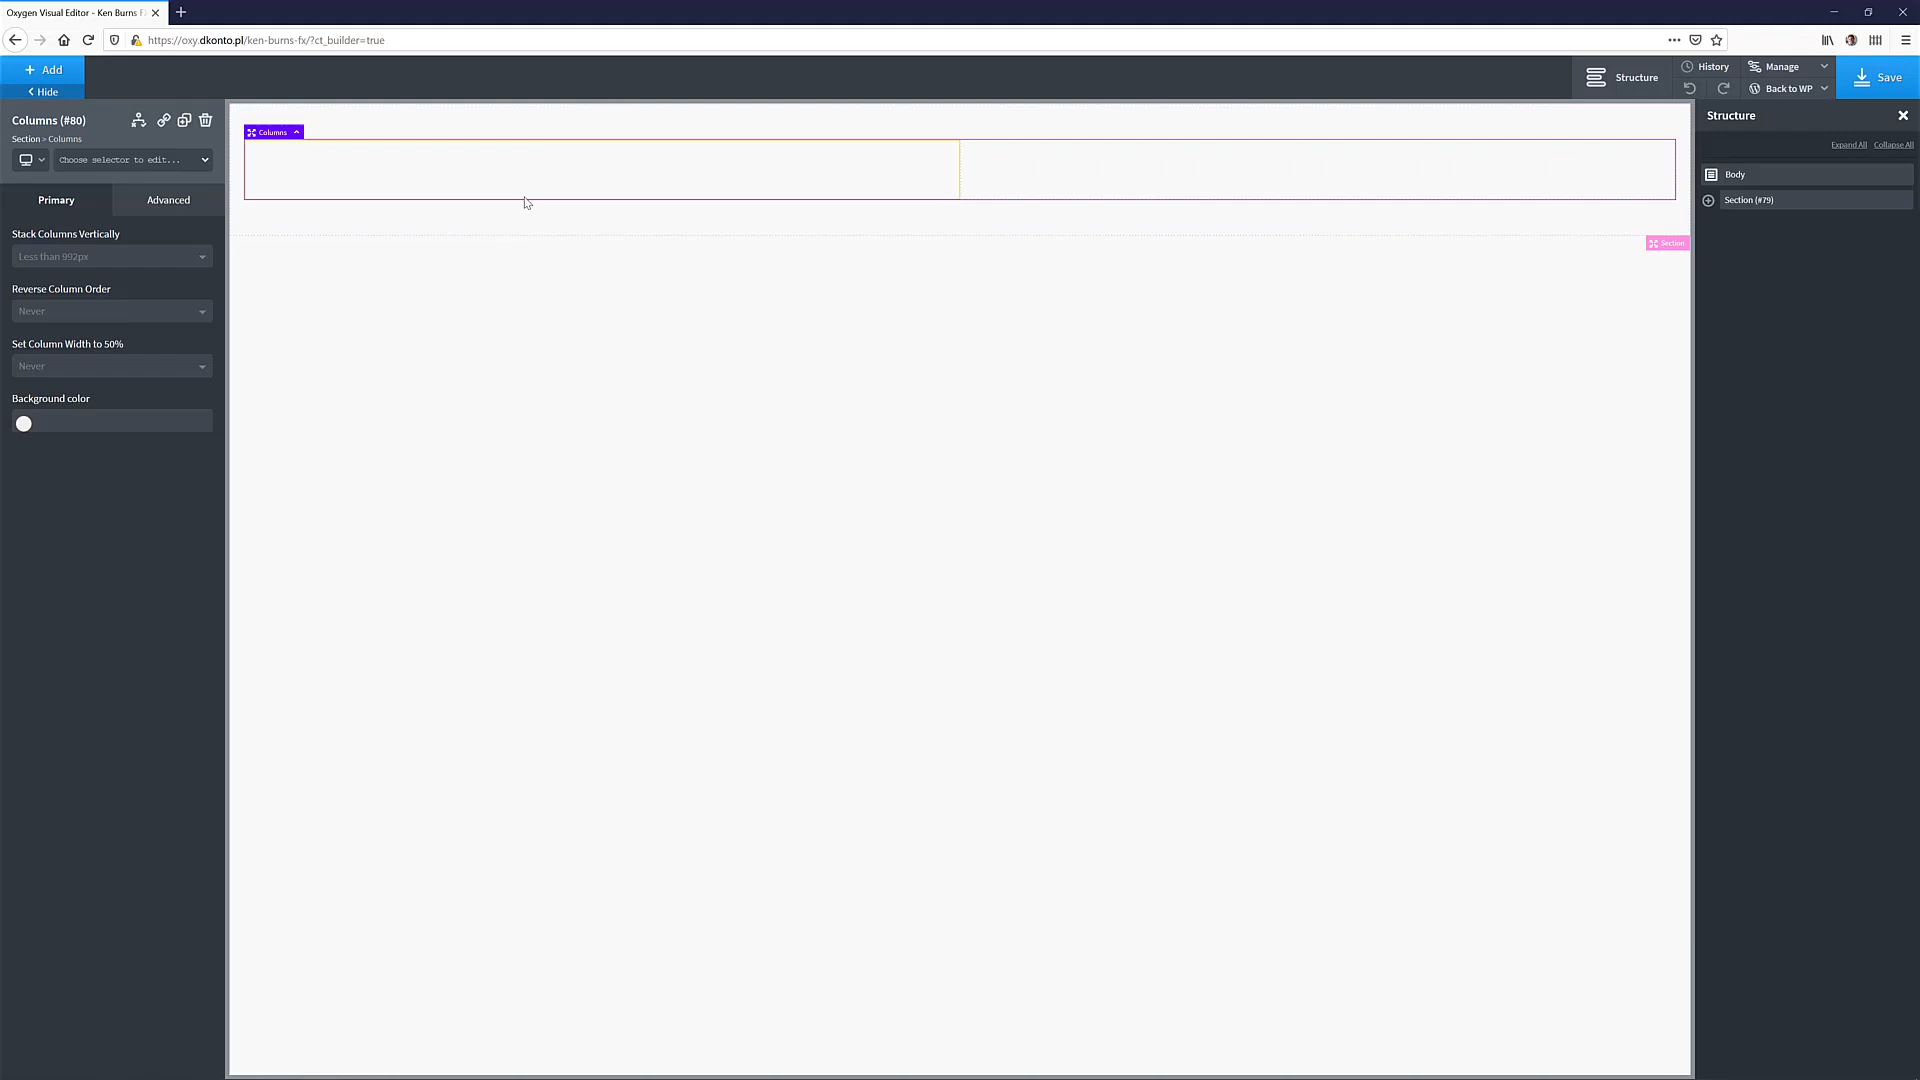 Oxygen Visual Editor - Ken Burns
https://oxy.dkonto.pl/ken-burns-fx/?ct_builder=true
+ Add
Hide
Structure
History
Manage
Back to WP
Save
Columns (#80)
Section > Columns
Choose selector to edit...
Primary
Advanced
Stack Columns Vertically
Less than 992px
Reverse Column Order
Never
Set Column Width to 50%
Never
Background color
Columns
Section
Structure
Expand All
Collapse All
Body
Section (#79)